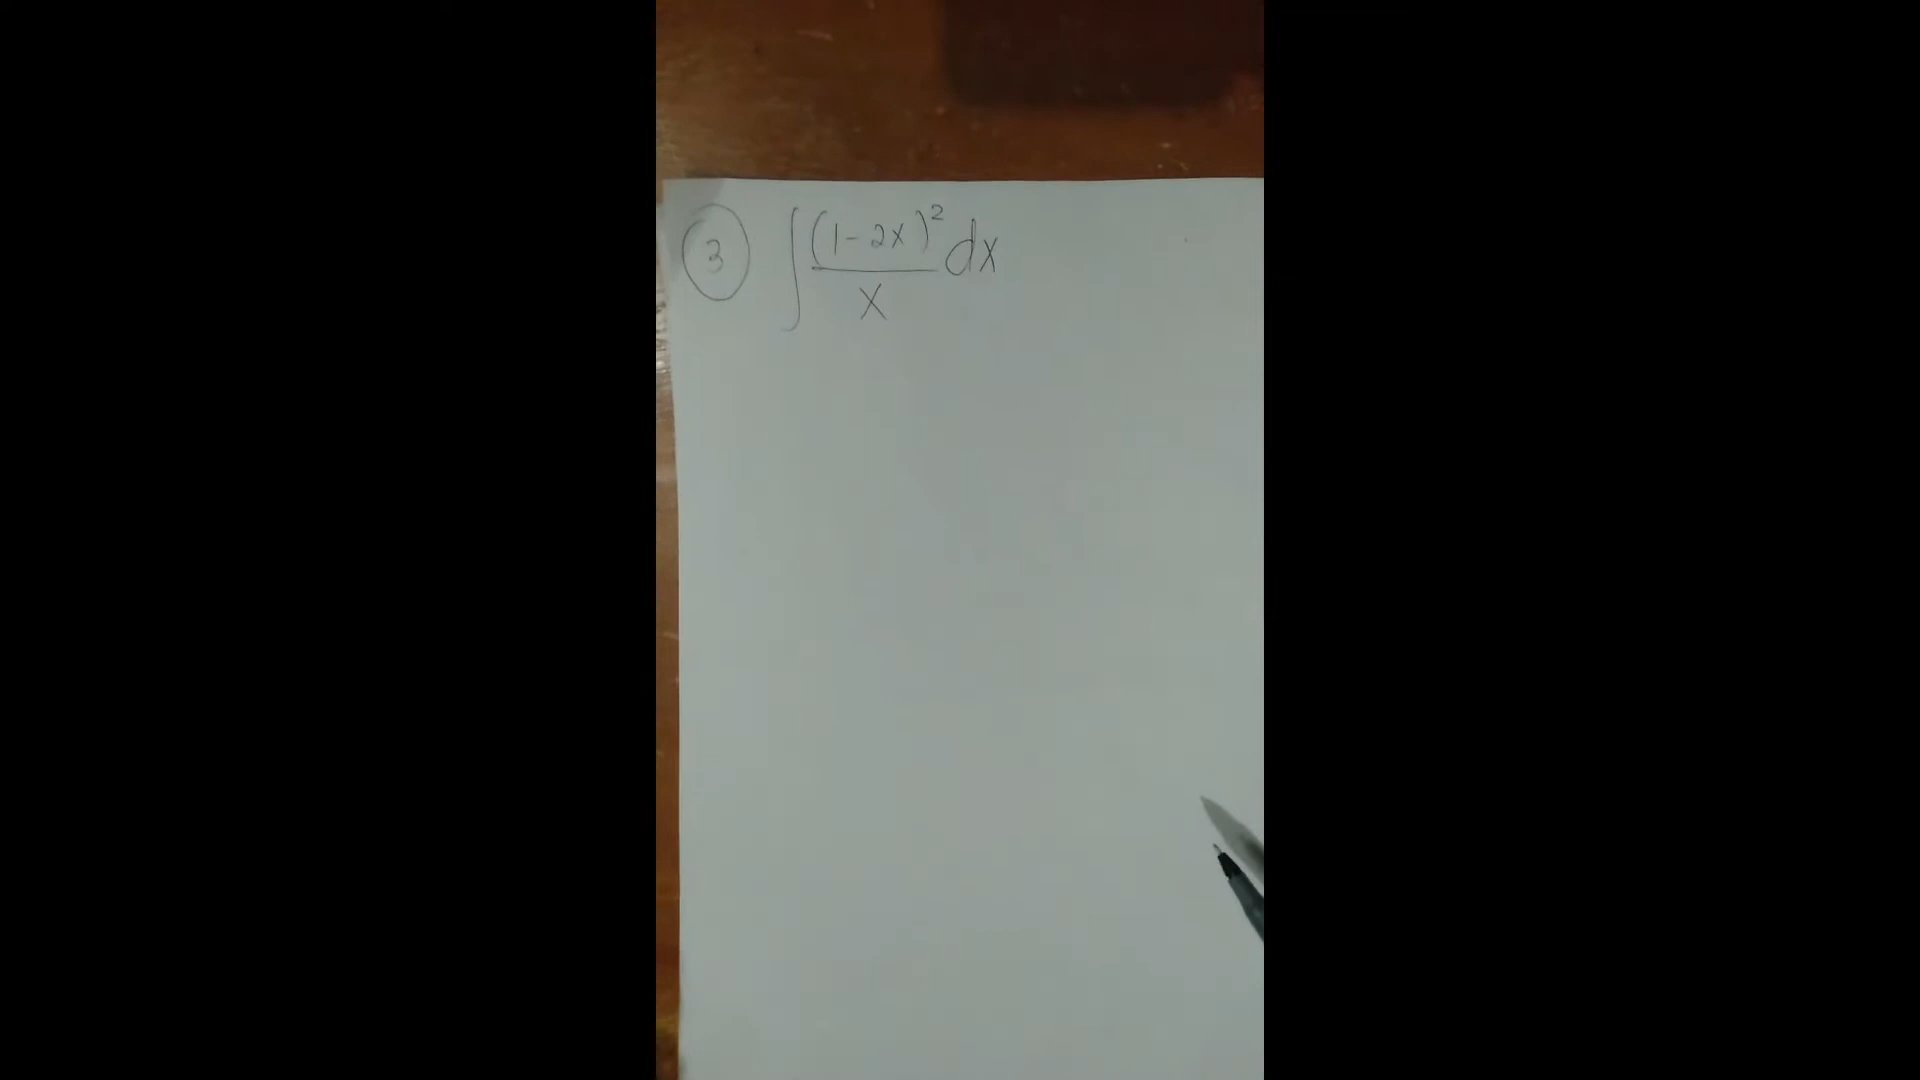 ③ ∫ (1-2x)² / x dx